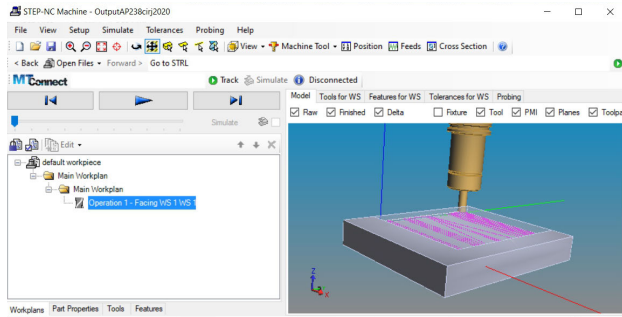 STEP-NC Machine - OutputAP238cirj2020
File View Setup Simulate Tolerances Probing Help
View Machine Tool Position Feeds Cross Section
< Back Open Files Forward > Go to STRL
MTConnect Track Simulate Disconnected
Model Tools for WS Features for WS Tolerances for WS Probing
Raw Finished Delta Fixture Tool PMI Planes Toolpa
Simulate
Edit
default workpiece
Main Workplan
Main Workplan
Operation 1 - Facing WS 1 WS 1
Z
X
Workplans Part Properties Tools Features